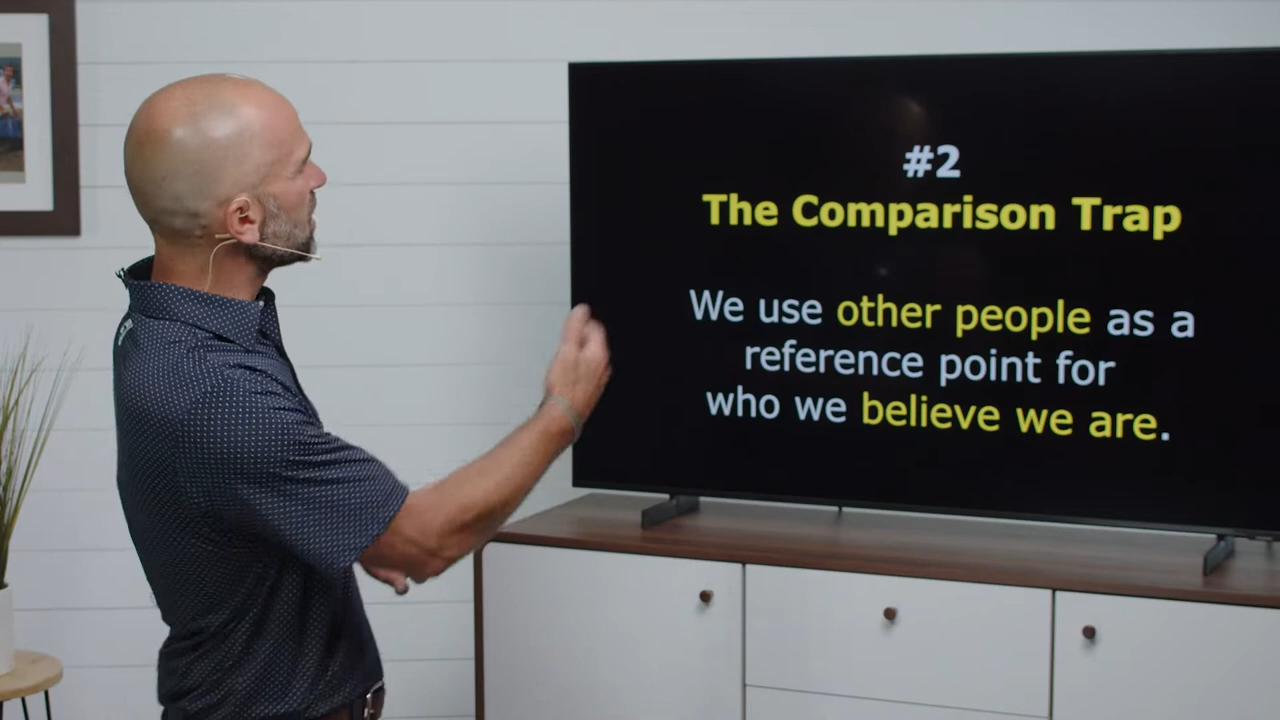 #2
The Comparison Trap
We use other people as a
reference point for
who we believe we are.